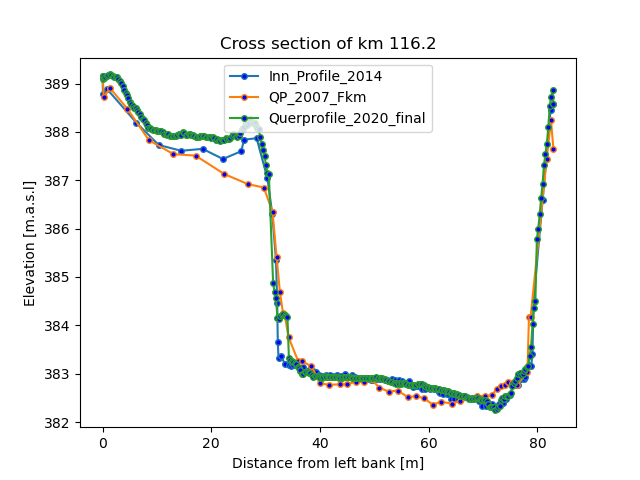 Cross section of km 116.2
Inn_Profile_2014
QP_2007_Fkm
Querprofile_2020_final
Elevation [m.a.s.l]
389
388
387
386
385
384
383
382
0 20 40 60 80
Distance from left bank [m]